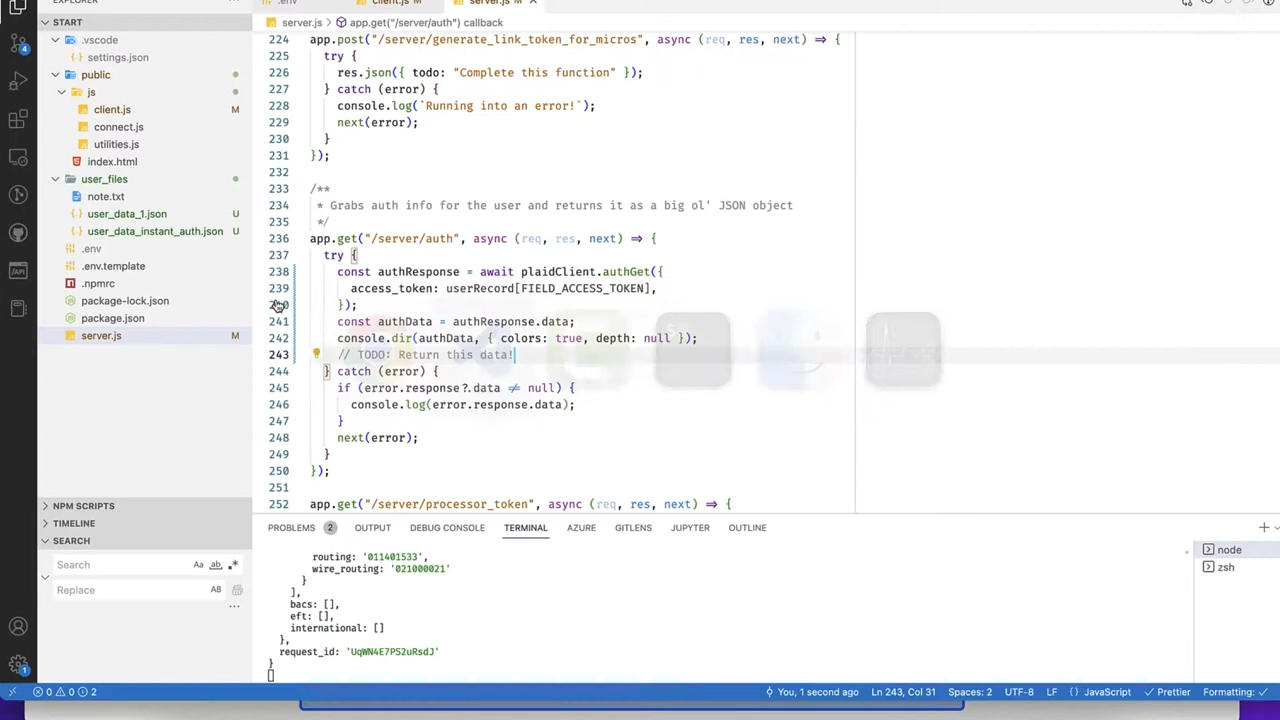 EXPLORER
.env
client.js M
server.js M
START
.vscode
settings.json
public
js
client.js M
connect.js
utilities.js
index.html
user_files
note.txt
user_data_1.json U
user_data_instant_auth.json U
.env
.env.template
.npmrc
package-lock.json
package.json
server.js M
NPM SCRIPTS
TIMELINE
SEARCH
Search Aa ab
Replace AB
4
1
server.js > app.get("/server/auth") callback
224 app.post("/server/generate_link_token_for_micros", async (req, res, next) ⇒ {
225 try {
226 res.json({ todo: "Complete this function" });
227 } catch (error) {
228 console.log(`Running into an error!`);
229 next(error);
230 }
231 });
232
233 /**
234 * Grabs auth info for the user and returns it as a big ol' JSON object
235 */
236 app.get("/server/auth", async (req, res, next) ⇒ {
237 try {
238 const authResponse = await plaidClient.authGet({
239 access_token: userRecord[FIELD_ACCESS_TOKEN],
240 });
241 const authData = authResponse.data;
242 console.dir(authData, { colors: true, depth: null });
243 // TODO: Return this data!
244 } catch (error) {
245 if (error.response?.data ≠ null) {
246 console.log(error.response.data);
247 }
248 next(error);
249 }
250 });
251
252 app.get("/server/processor_token", async (req, res, next) ⇒ {
PROBLEMS 2 OUTPUT DEBUG CONSOLE TERMINAL AZURE GITLENS JUPYTER OUTLINE
routing: '011401533',
wire_routing: '021000021'
}
],
bacs: [],
eft: [],
international: []
},
request_id: 'UqWN4E7PS2uRsdJ'
}
node
zsh
0 0 2 You, 1 second ago Ln 243, Col 31 Spaces: 2 UTF-8 LF {} JavaScript ✓ Prettier Formatting: ✓